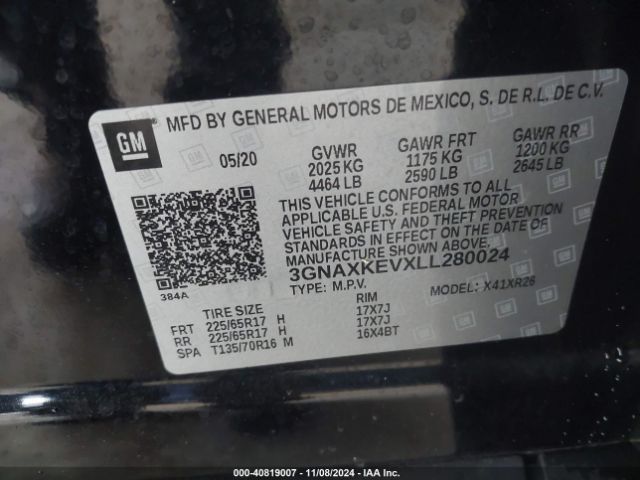 GM
MFD BY GENERAL MOTORS DE MEXICO, S. DE R.L. DE C.V.
05/20 GVWR GAWR FRT GAWR RR
2025 KG 1175 KG 1200 KG
4464 LB 2590 LB 2645 LB
THIS VEHICLE CONFORMS TO ALL
APPLICABLE U.S. FEDERAL MOTOR
VEHICLE SAFETY AND THEFT PREVENTION
STANDARDS IN EFFECT ON THE DATE OF
MANUFACTURE SHOWN ABOVE.
3GNAXKEVXLL280024
384A
TYPE: M.P.V. MODEL: X41XR26
TIRE SIZE RIM
FRT 225/65R17 H 17X7J
RR 225/65R17 H 17X7J
SPA T135/70R16 M 16X4BT
000-40819007 - 11/08/2024 - IAA Inc.